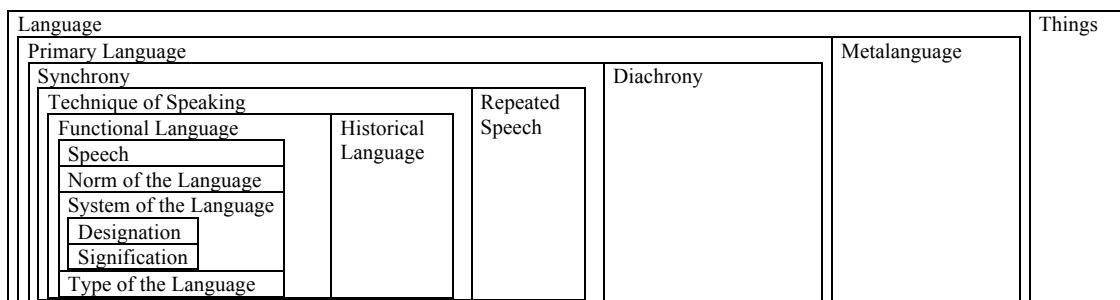 Language
Things
Primary Language
Metalanguage
Synchrony
Diachrony
Technique of Speaking
Repeated
Speech
Functional Language
Historical
Language
Speech
Norm of the Language
System of the Language
Designation
Signification
Type of the Language